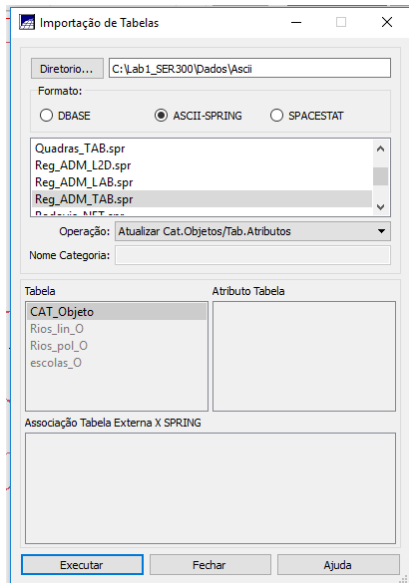 Importação de Tabelas
Diretorio... C:\Lab1_SER300\Dados\Ascii
Formato:
DBASE ASCII-SPRING SPACESTAT
Quadras_TAB.spr
Reg_ADM_L2D.spr
Reg_ADM_LAB.spr
Reg_ADM_TAB.spr
Rodovia_NET.spr
Operação: Atualizar Cat.Objetos/Tab.Atributos
Nome Categoria:
Tabela Atributo Tabela
CAT_Objeto
Rios_lin_O
Rios_pol_O
escolas_O
Associação Tabela Externa X SPRING
Executar Fechar Ajuda